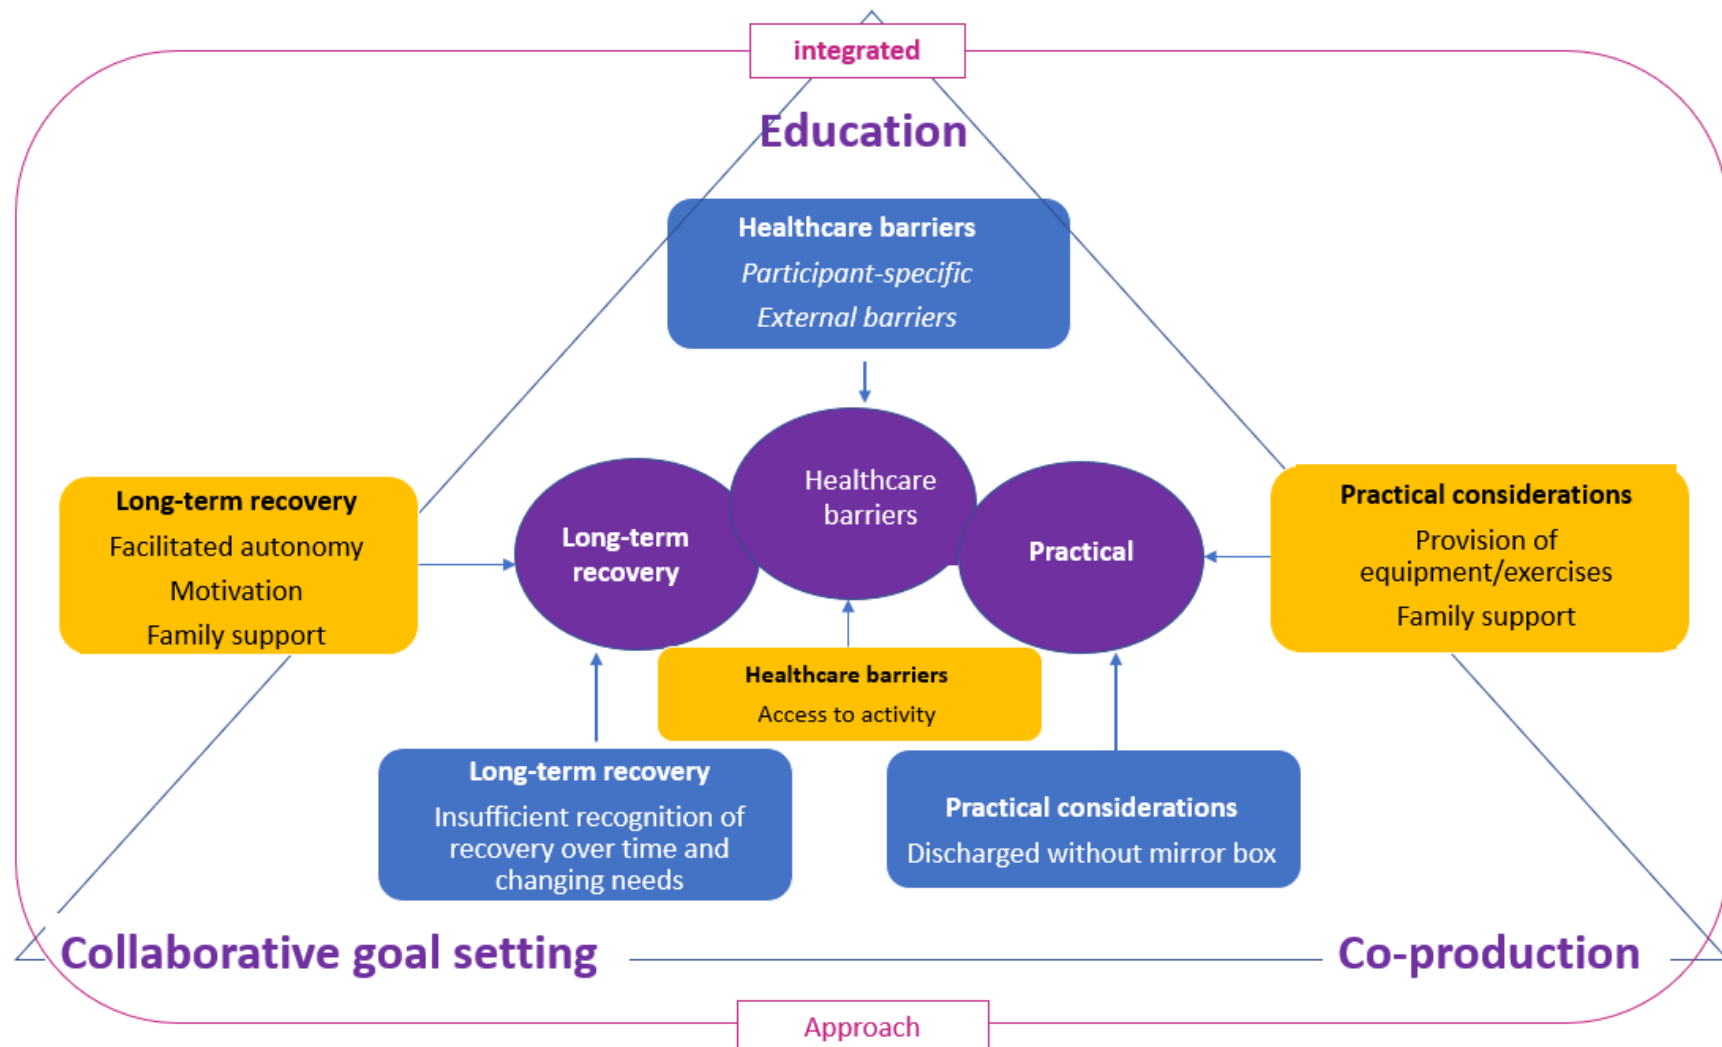 integrated
Education
Healthcare barriers
Participant-specific
External barriers
Healthcare
barriers
Long-term
recovery
Practical
Long-term recovery
Facilitated autonomy
Motivation
Family support
Practical considerations
Provision of
equipment/exercises
Family support
Healthcare barriers
Access to activity
Long-term recovery
Insufficient recognition of
recovery over time and
changing needs
Practical considerations
Discharged without mirror box
Collaborative goal setting
Co-production
Approach